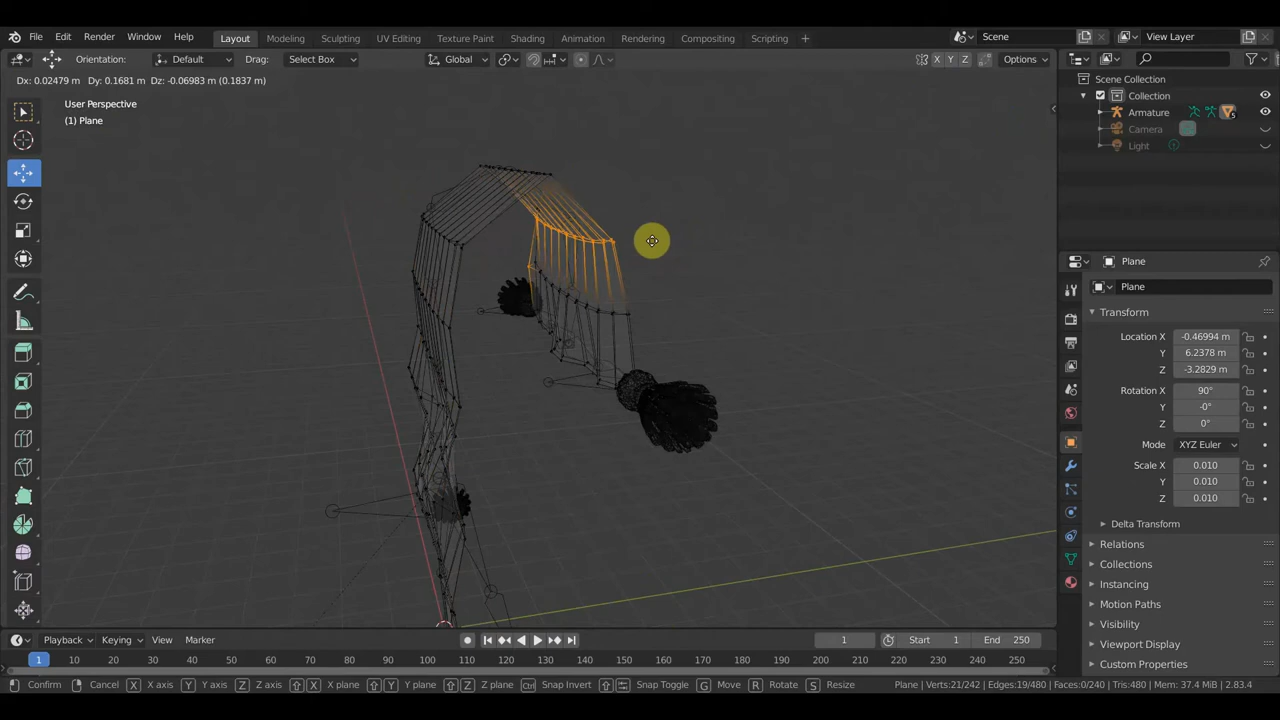 File Edit Render Window Help Layout Modeling Sculpting UV Editing Texture Paint Shading Animation Rendering Compositing Scripting + Scene View Layer
Orientation: Default Drag: Select Box Global X Y Z Options
Dx: 0.02479 m Dy: 0.1681 m Dz: -0.06983 m (0.1837 m)
Scene Collection
Collection
User Perspective
(1) Plane
Armature 5
Camera
Light
Plane
Plane
Transform
Location X -0.46994 m
Y 6.2378 m
Z -3.2829 m
Rotation X 90°
Y -0°
Z 0°
Mode XYZ Euler
Scale X 0.010
Y 0.010
Z 0.010
Delta Transform
Relations
Collections
Instancing
Motion Paths
Visibility
Viewport Display
Custom Properties
Playback Keying View Marker 1 Start 1 End 250
1 10 20 30 40 50 60 70 80 90 100 110 120 130 140 150 160 170 180 190 200 210 220 230 240 250
Confirm Cancel X X axis Y Y axis Z Z axis X X plane Y Y plane Z Z plane Ctrl Snap Invert Snap Toggle G Move R Rotate S Resize Plane | Verts:21/242 | Edges:19/480 | Faces:0/240 | Tris:480 | Mem: 37.4 MiB | 2.83.4